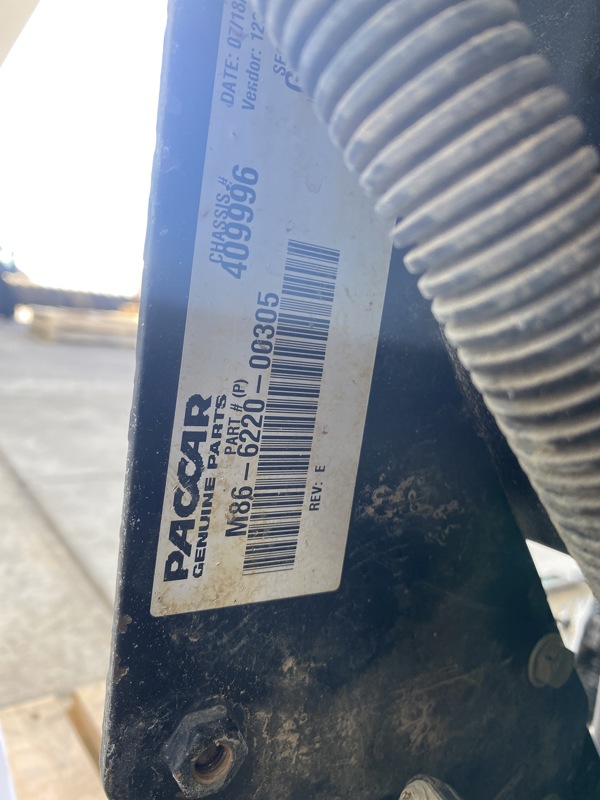 PACCAR
GENUINE PARTS
CHASSIS #
409996
DATE: 07/18/
Vendor: 12
PART # (P)
M86-6220-00305
REV: E